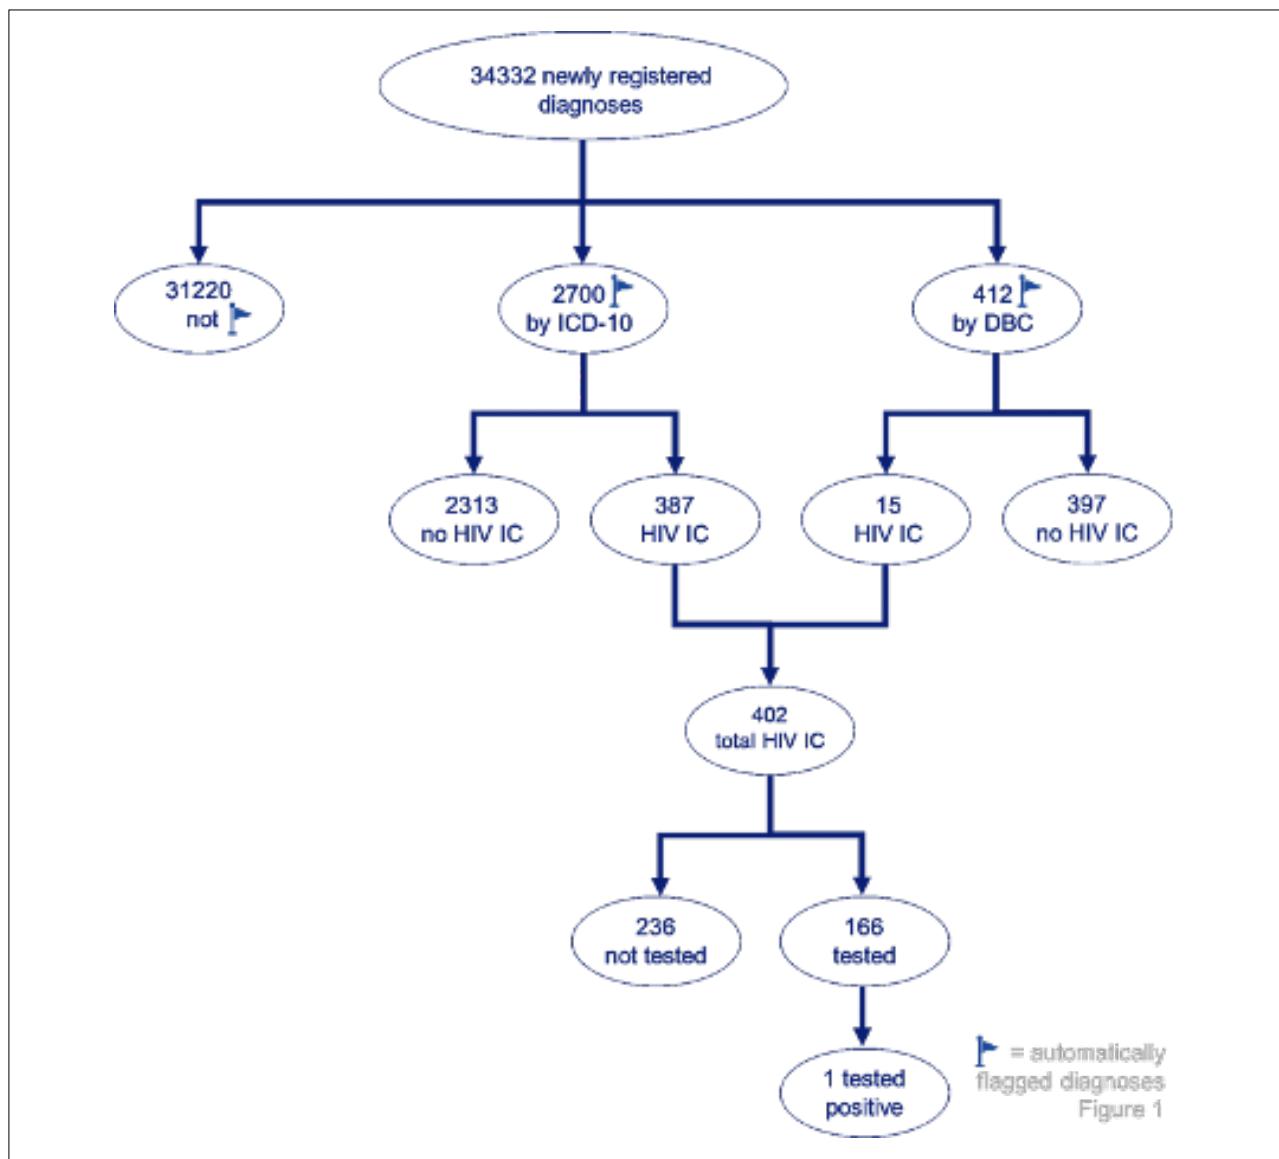 34332 newly registered
diagnoses
31220
not
2700
by ICD-10
412
by DBC
2313
no HIV IC
387
HIV IC
15
HIV IC
397
no HIV IC
402
total HIV IC
236
not tested
166
tested
1 tested
positive
= automatically
flagged diagnoses
Figure 1